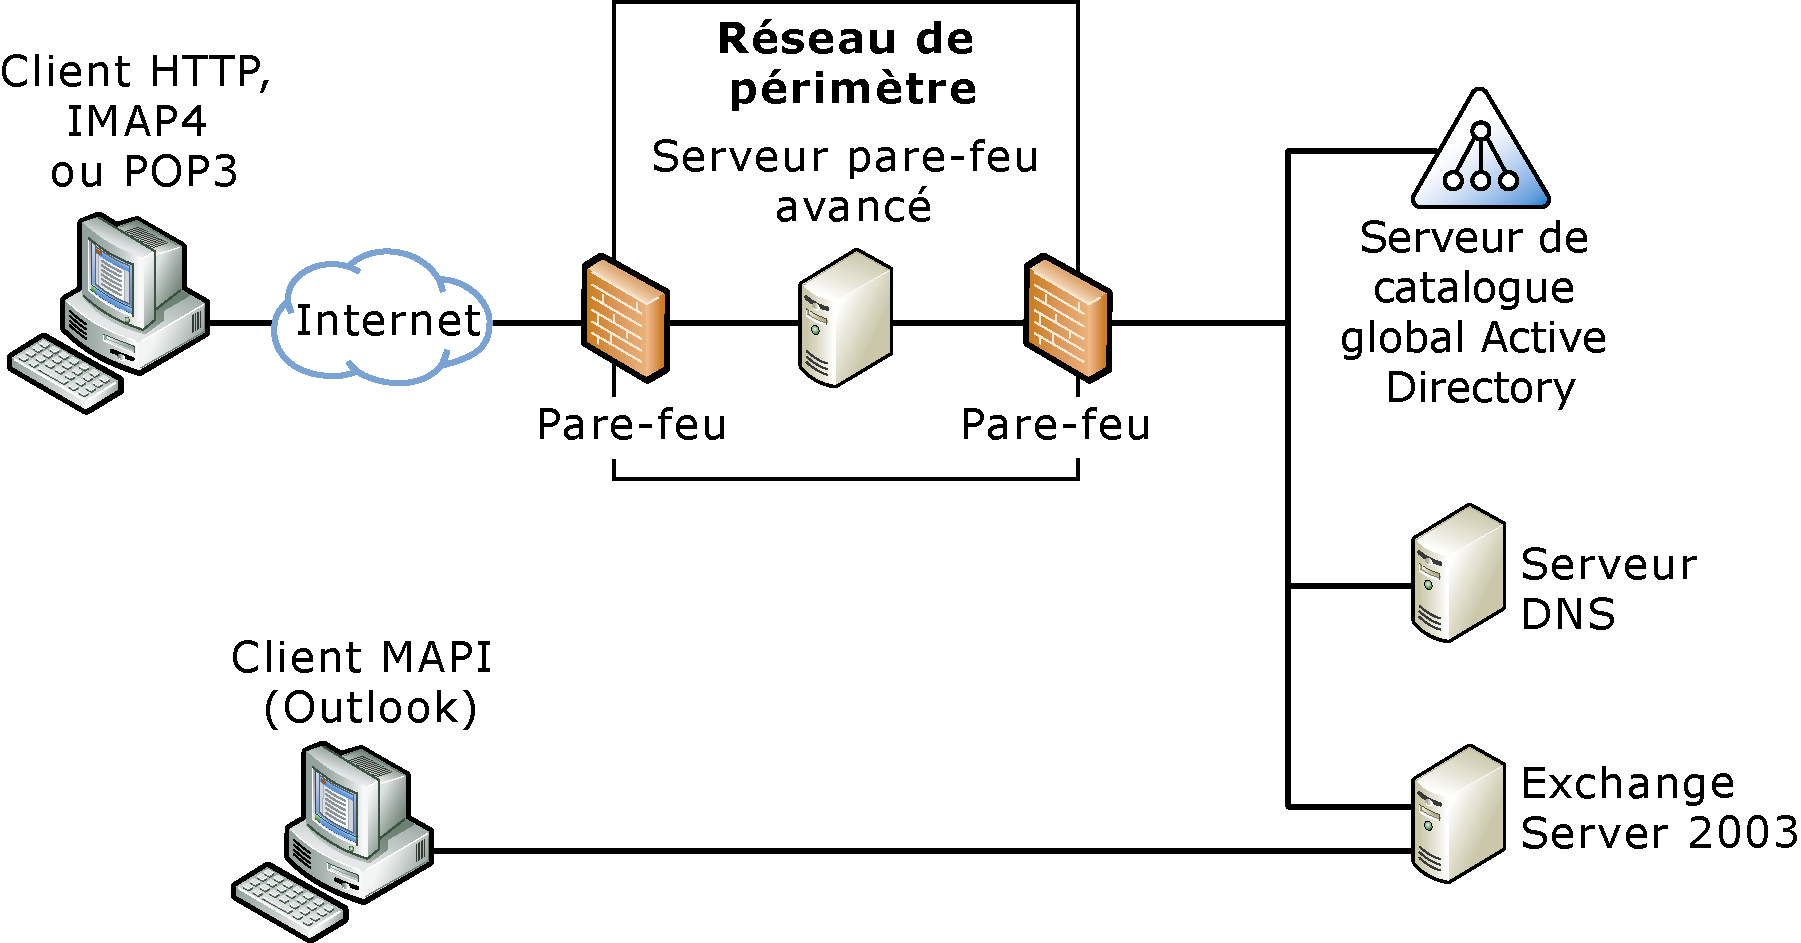 Client HTTP,
IMAP4
ou POP3
Internet
Réseau de
périmètre
Serveur pare-feu
avancé
Pare-feu
Pare-feu
Serveur de
catalogue
global Active
Directory
Serveur
DNS
Client MAPI
(Outlook)
Exchange
Server 2003